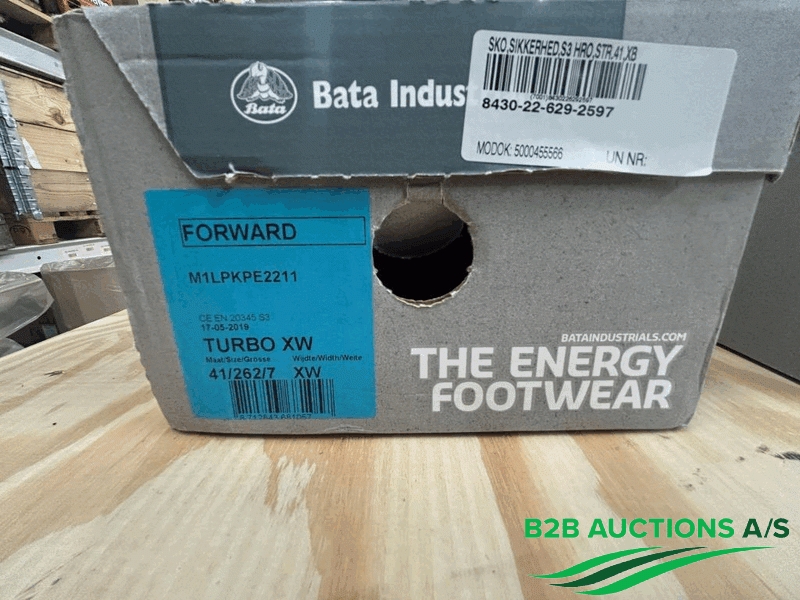 Bata
Bata Indus
SKO,SIKKERHED,S3 HRO,STR.41,XB
8430-22-629-2597
MODOK: 5000455566
UN NR:
FORWARD
M1LPKPE2211
CE EN 20345 S3
17-05-2019
TURBO XW
Maat/Size/Grösse Wijdte/Width/Weite
41/262/7 XW
BATAINDUSTRIALS.COM
THE ENERGY
FOOTWEAR
B2B AUCTIONS A/S